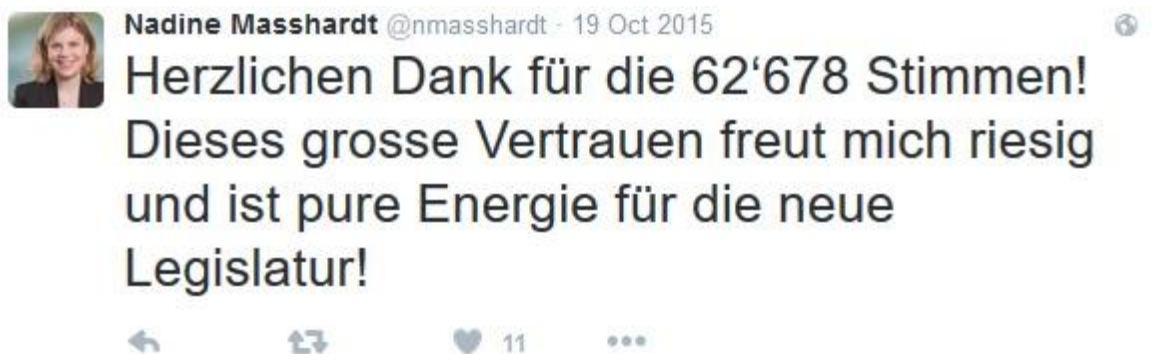 Nadine Masshardt @nmasshardt · 19 Oct 2015
Herzlichen Dank für die 62‘678 Stimmen!
Dieses grosse Vertrauen freut mich riesig
und ist pure Energie für die neue
Legislatur!
11